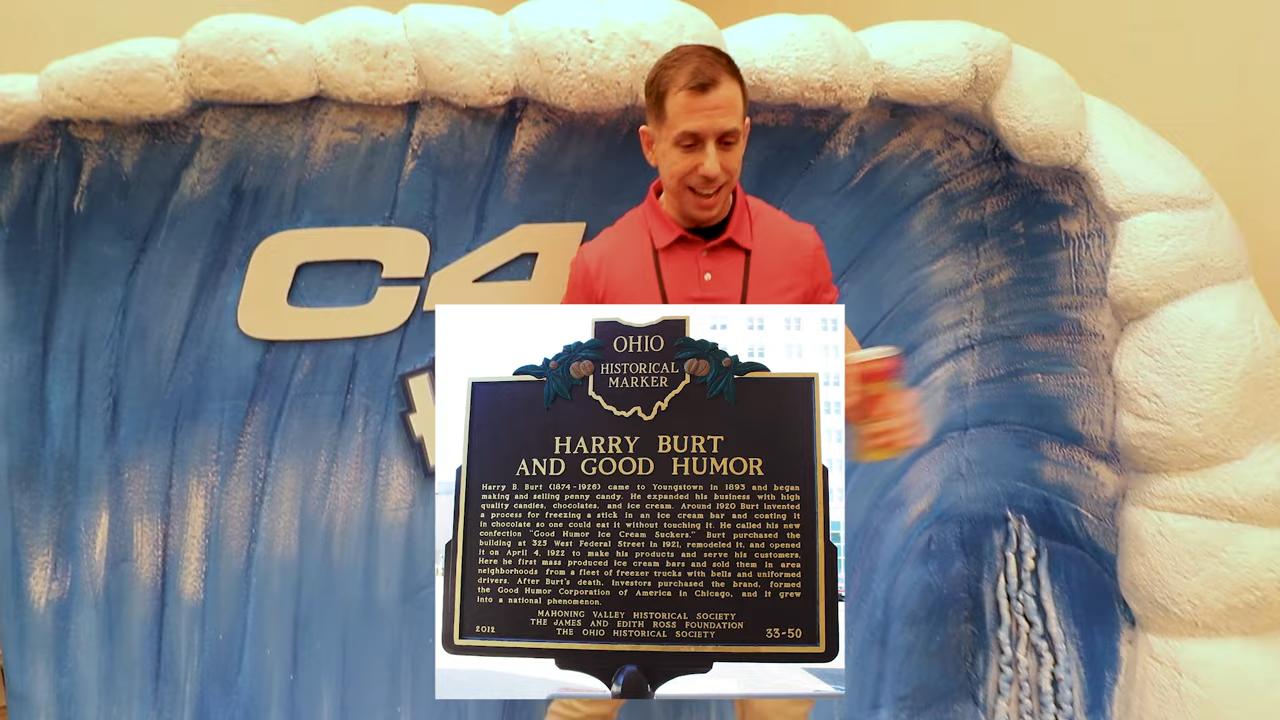 C4
OHIO
HISTORICAL
MARKER
HARRY BURT
AND GOOD HUMOR
Harry B. Burt (1874-1926) came to Youngstown in 1893 and began
making and selling penny candy. He expanded his business with high
quality candies, chocolates, and ice cream. Around 1920 Burt invented
a process for freezing a stick in an ice cream bar and coating it
in chocolate so one could eat it without touching it. He called his new
confection "Good Humor Ice Cream Suckers." Burt purchased the
building at 325 West Federal Street in 1921, remodeled it, and opened
it on April 4, 1922 to make his products and serve his customers.
Here he first mass produced ice cream bars and sold them in area
neighborhoods from a fleet of freezer trucks with bells and uniformed
drivers. After Burt's death, investors purchased the brand, formed
the Good Humor Corporation of America in Chicago, and it grew
into a national phenomenon.
MAHONING VALLEY HISTORICAL SOCIETY
THE JAMES AND EDITH ROSS FOUNDATION
THE OHIO HISTORICAL SOCIETY
2012
33-50